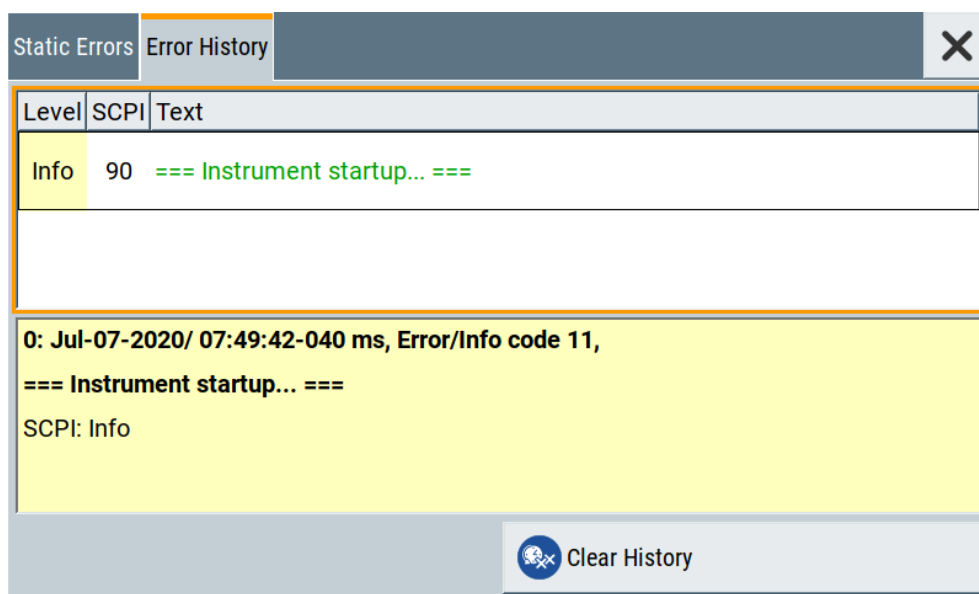 Static Errors Error History
Level SCPI Text
Info 90 === Instrument startup... ===
0: Jul-07-2020/ 07:49:42-040 ms, Error/Info code 11,
=== Instrument startup... ===
SCPI: Info
Clear History